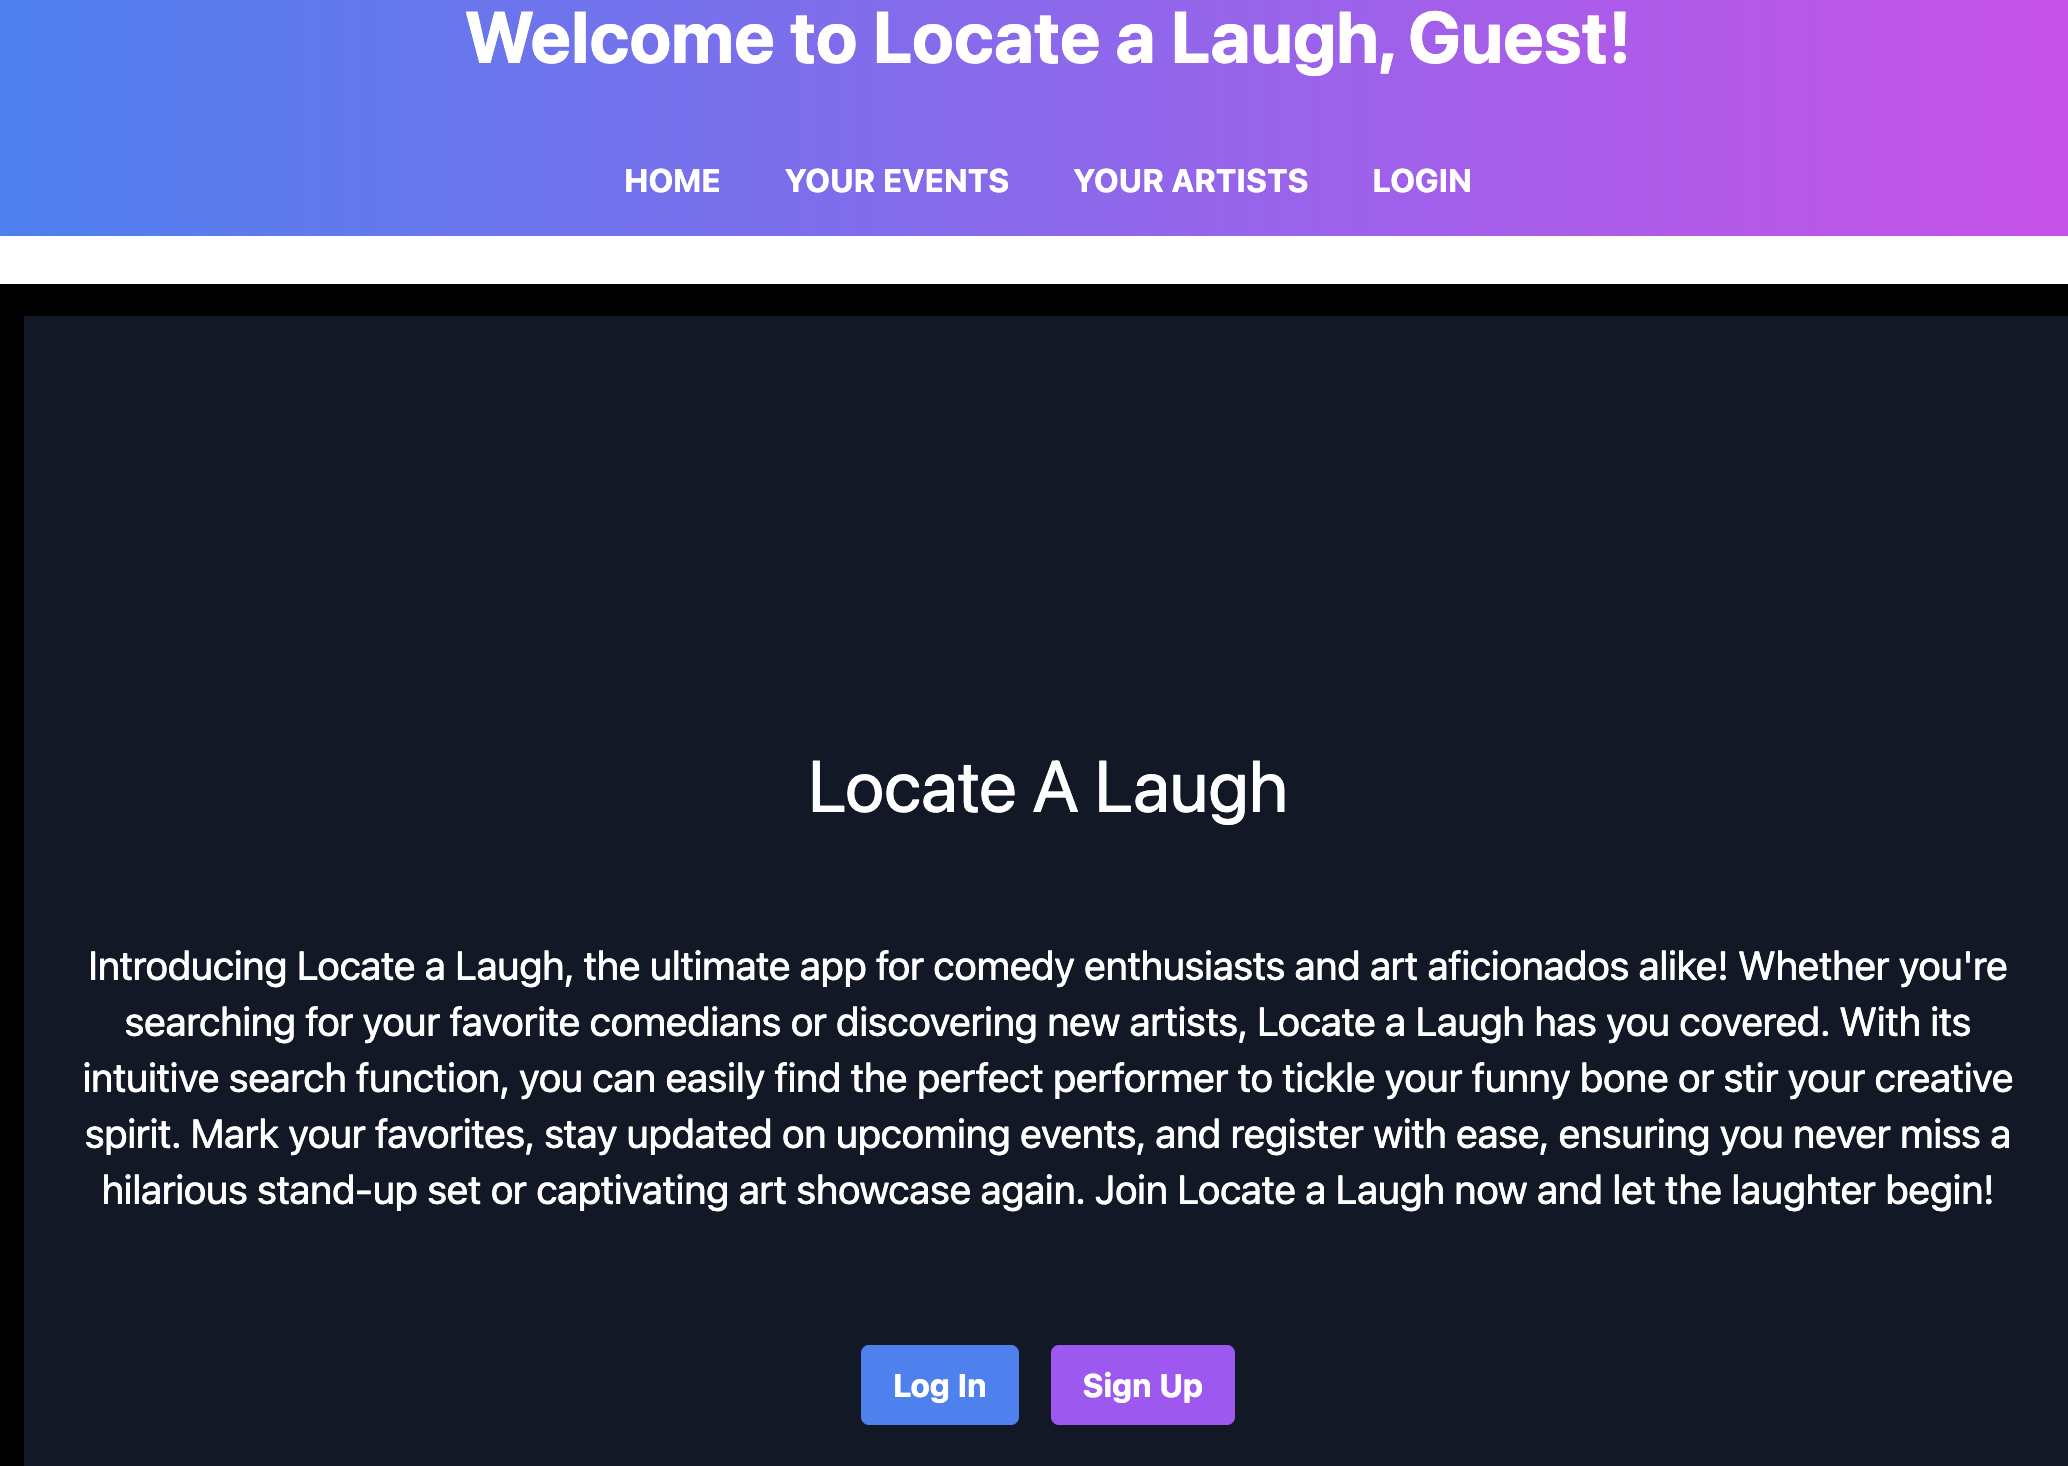 Welcome to Locate a Laugh, Guest!
HOME YOUR EVENTS YOUR ARTISTS LOGIN
Locate A Laugh
Introducing Locate a Laugh, the ultimate app for comedy enthusiasts and art aficionados alike! Whether you're
searching for your favorite comedians or discovering new artists, Locate a Laugh has you covered. With its
intuitive search function, you can easily find the perfect performer to tickle your funny bone or stir your creative
spirit. Mark your favorites, stay updated on upcoming events, and register with ease, ensuring you never miss a
hilarious stand-up set or captivating art showcase again. Join Locate a Laugh now and let the laughter begin!
Log In Sign Up